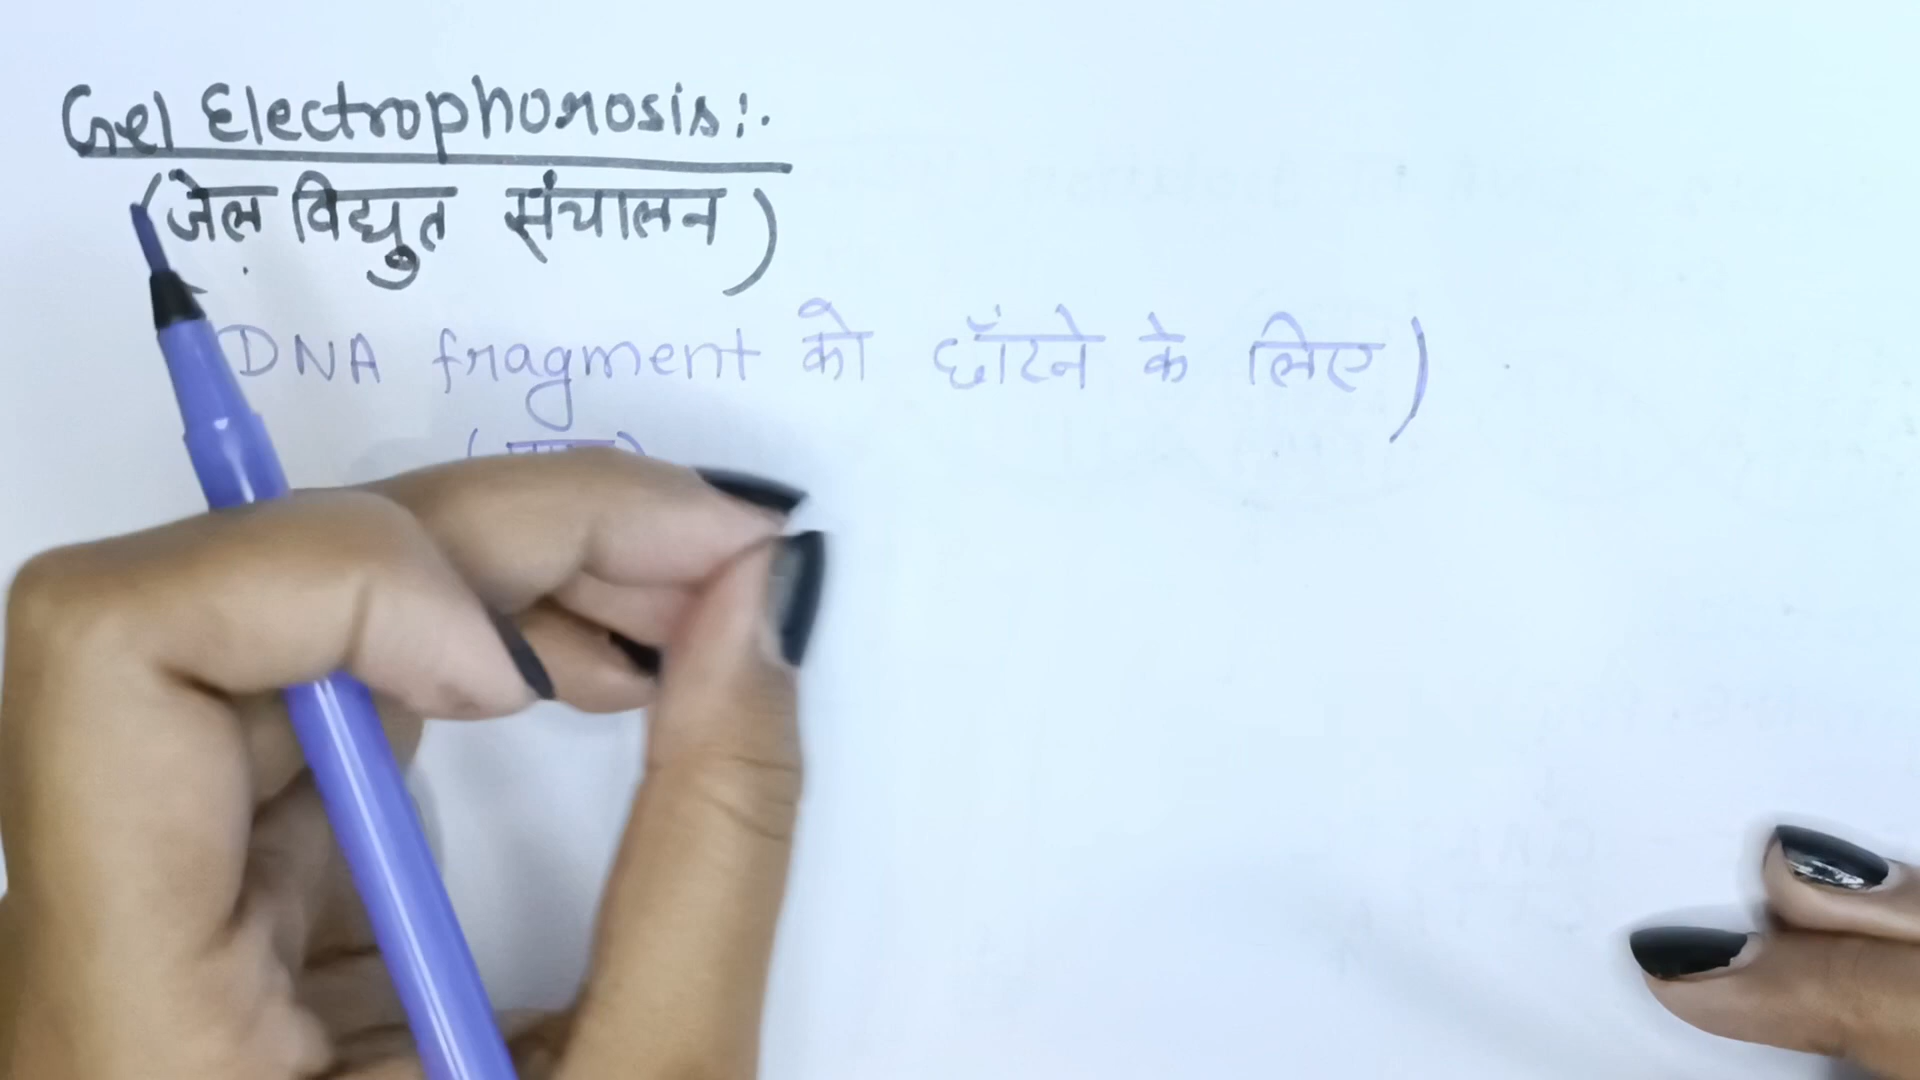 Gel Electrophorosis:.
(जेल विद्युत संचालन)
DNA fragment को छाँटने के लिए)